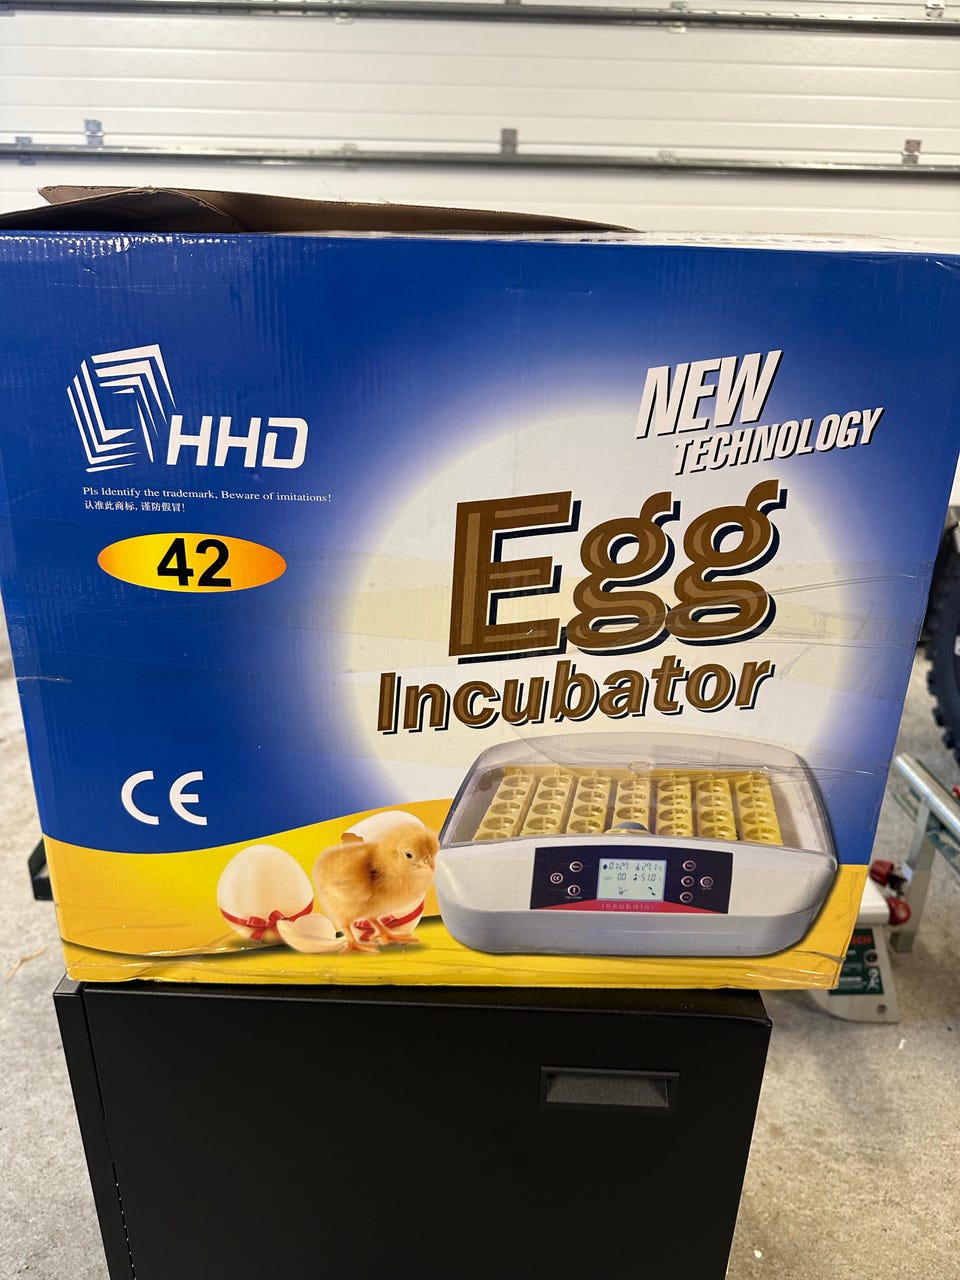 HHD
Pls Identify the trademark, Beware of imitations!
认准此商标, 谨防假冒!
42
NEW
TECHNOLOGY
Egg
Incubator
CE
incubator